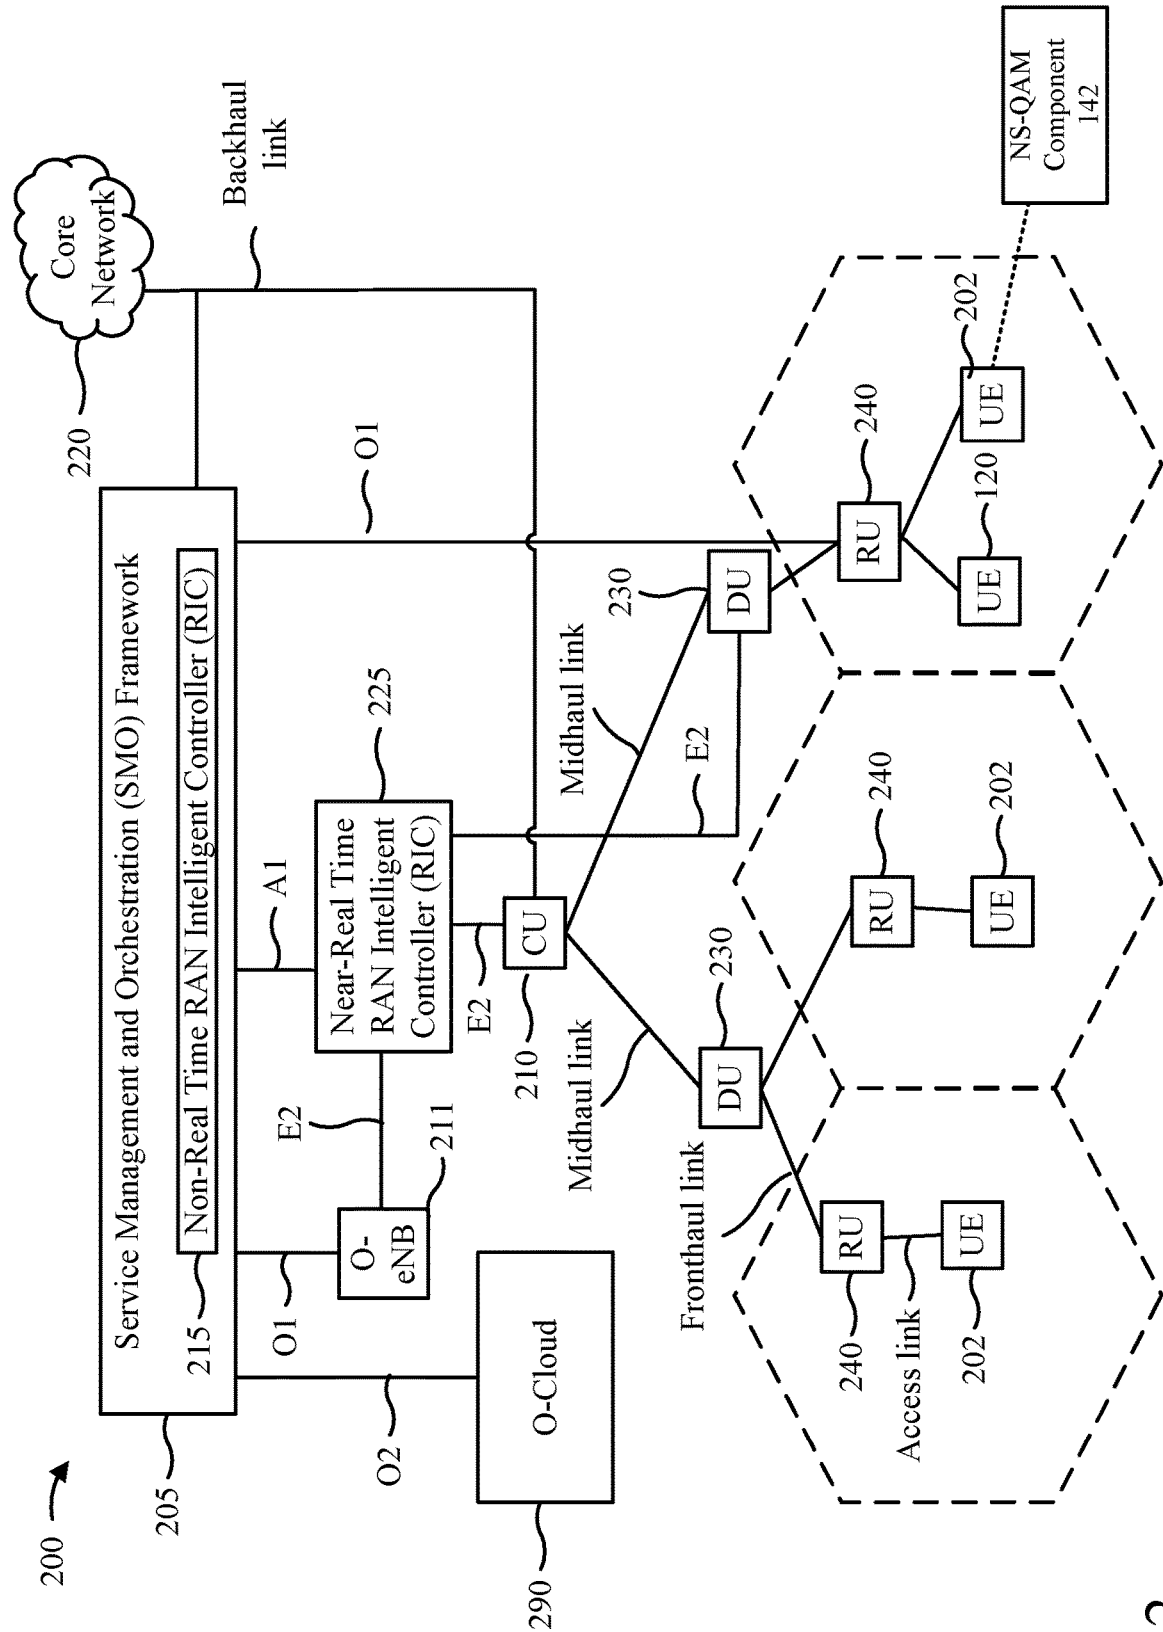 200
205
Service Management and Orchestration (SMO) Framework
215
Non-Real Time RAN Intelligent Controller (RIC)
220
Core
Network
Backhaul
link
O2
O1
A1
O1
E2
Near-Real Time
RAN Intelligent
Controller (RIC)
225
O-
eNB
211
290
O-Cloud
E2
210
CU
Midhaul link
Midhaul link
E2
230
DU
230
DU
Fronthaul link
240
RU
Access link
202
UE
RU
240
UE
202
RU
240
UE
120
UE
202
NS-QAM
Component
142